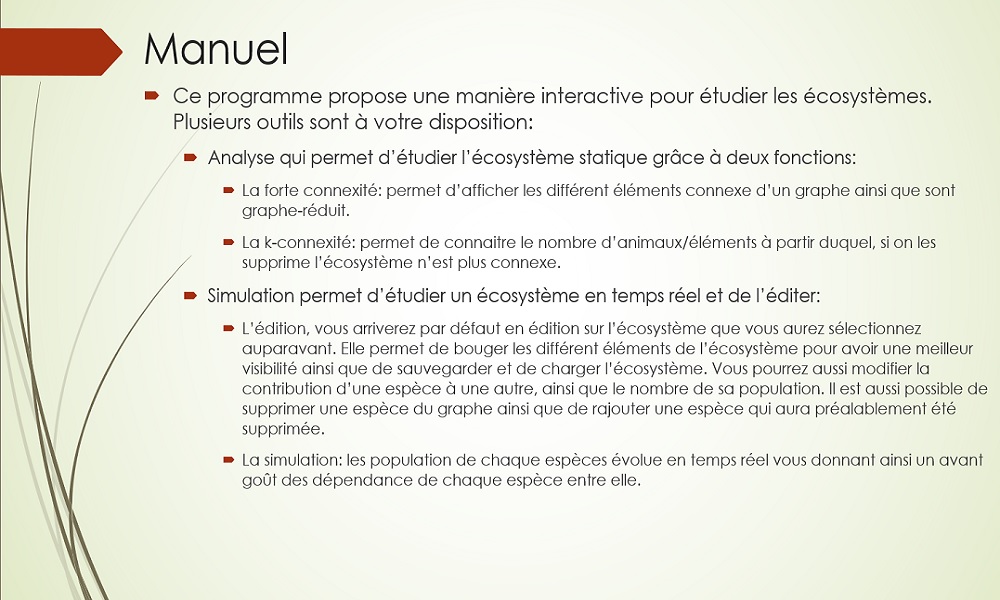 Manuel
Ce programme propose une manière interactive pour étudier les écosystèmes.
Plusieurs outils sont à votre disposition:
Analyse qui permet d'étudier l'écosystème statique grâce à deux fonctions:
La forte connexité: permet d'afficher les différent éléments connexe d'un graphe ainsi que sont
graphe-réduit.
La k-connexité: permet de connaitre le nombre d'animaux/éléments à partir duquel, si on les
supprime l'écosystème n'est plus connexe.
Simulation permet d'étudier un écosystème en temps réel et de l'éditer:
L'édition, vous arriverez par défaut en édition sur l'écosystème que vous aurez sélectionnez
auparavant. Elle permet de bouger les différent éléments de l'écosystème pour avoir une meilleur
visibilité ainsi que de sauvegarder et de charger l'écosystème. Vous pourrez aussi modifier la
contribution d'une espèce à une autre, ainsi que le nombre de sa population. Il est aussi possible de
supprimer une espèce du graphe ainsi que de rajouter une espèce qui aura préalablement été
supprimée.
La simulation: les population de chaque espèces évolue en temps réel vous donnant ainsi un avant
goût des dépendance de chaque espèce entre elle.